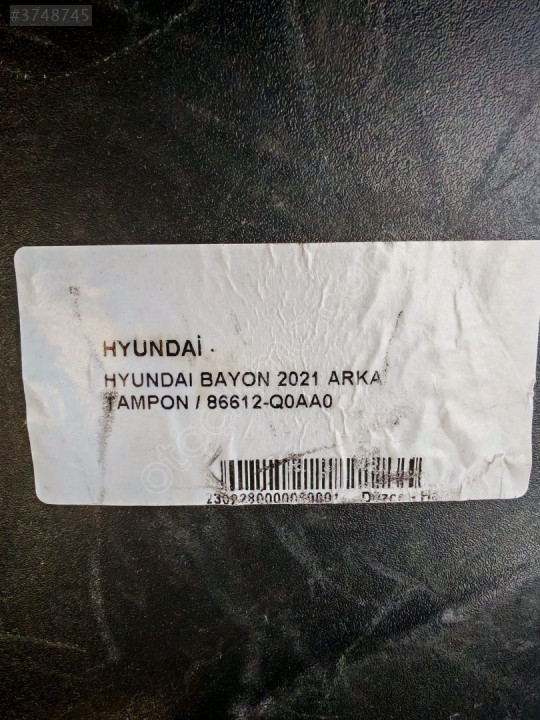 #3748745
HYUNDAİ .
HYUNDAI BAYON 2021 ARKA
TAMPON / 86612-Q0AA0